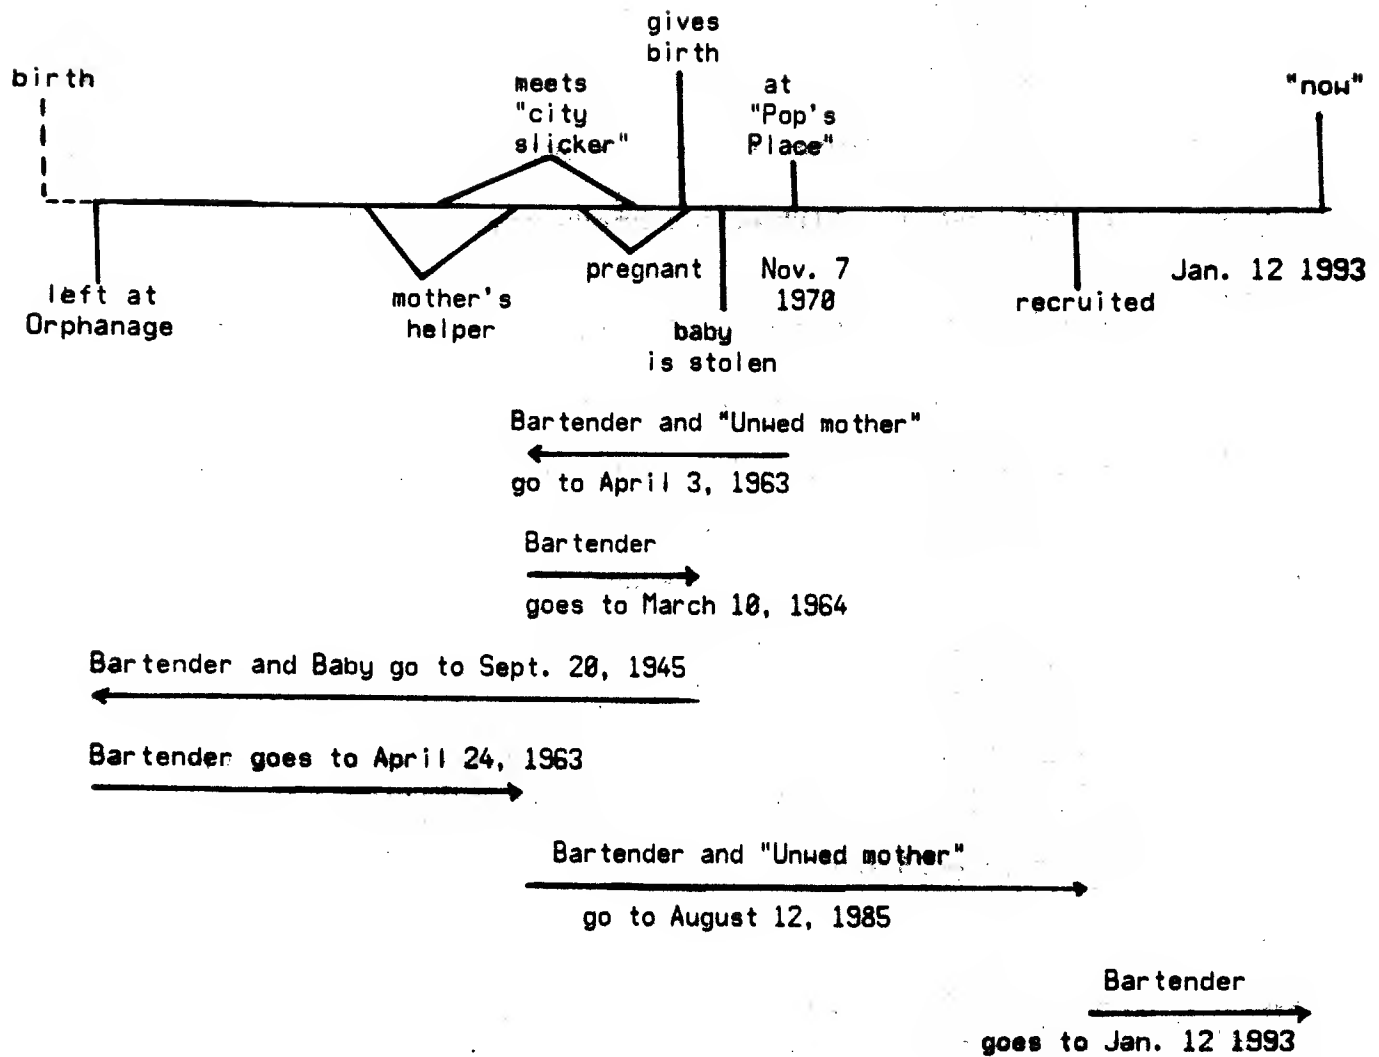 gives
birth
birth
meets
"city
slicker"
at
"Pop's
Place"
"now"
left at
Orphanage
mother's
helper
pregnant
baby
is stolen
Nov. 7
1970
recruited
Jan. 12 1993
Bartender and "Unwed mother"
go to April 3, 1963
Bartender
goes to March 10, 1964
Bartender and Baby go to Sept. 20, 1945
Bartender goes to April 24, 1963
Bartender and "Unwed mother"
go to August 12, 1985
Bartender
goes to Jan. 12 1993